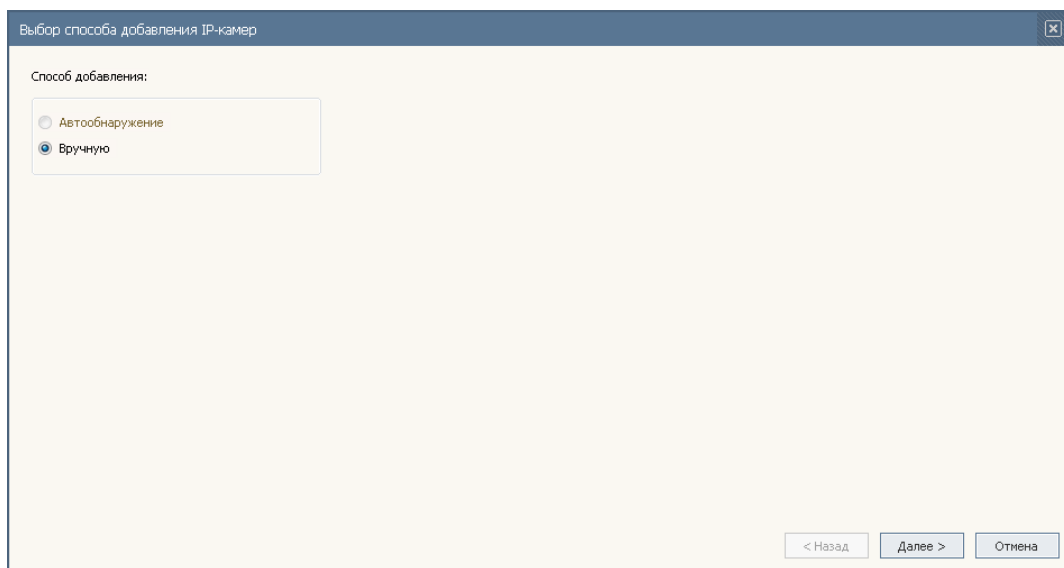 Выбор способа добавления IP-камер
Способ добавления:
Автообнаружение
Вручную
< Назад
Далее >
Отмена